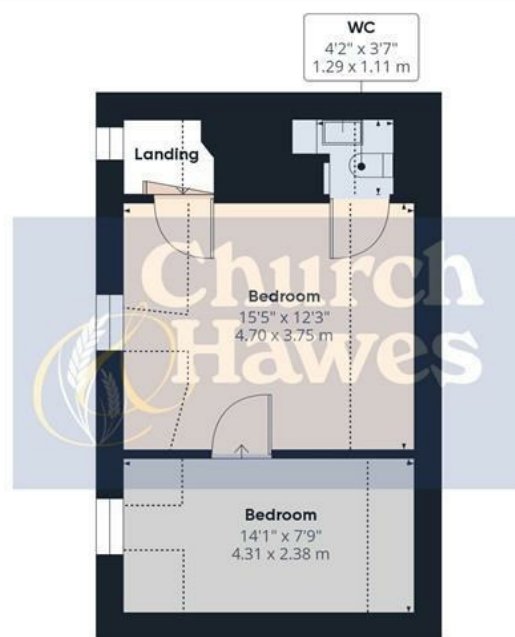 WC
4'2" x 3'7"
1.29 x 1.11 m
Landing
Church
Hawes
Bedroom
15'5" x 12'3"
4.70 x 3.75 m
Bedroom
14'1" x 7'9"
4.31 x 2.38 m